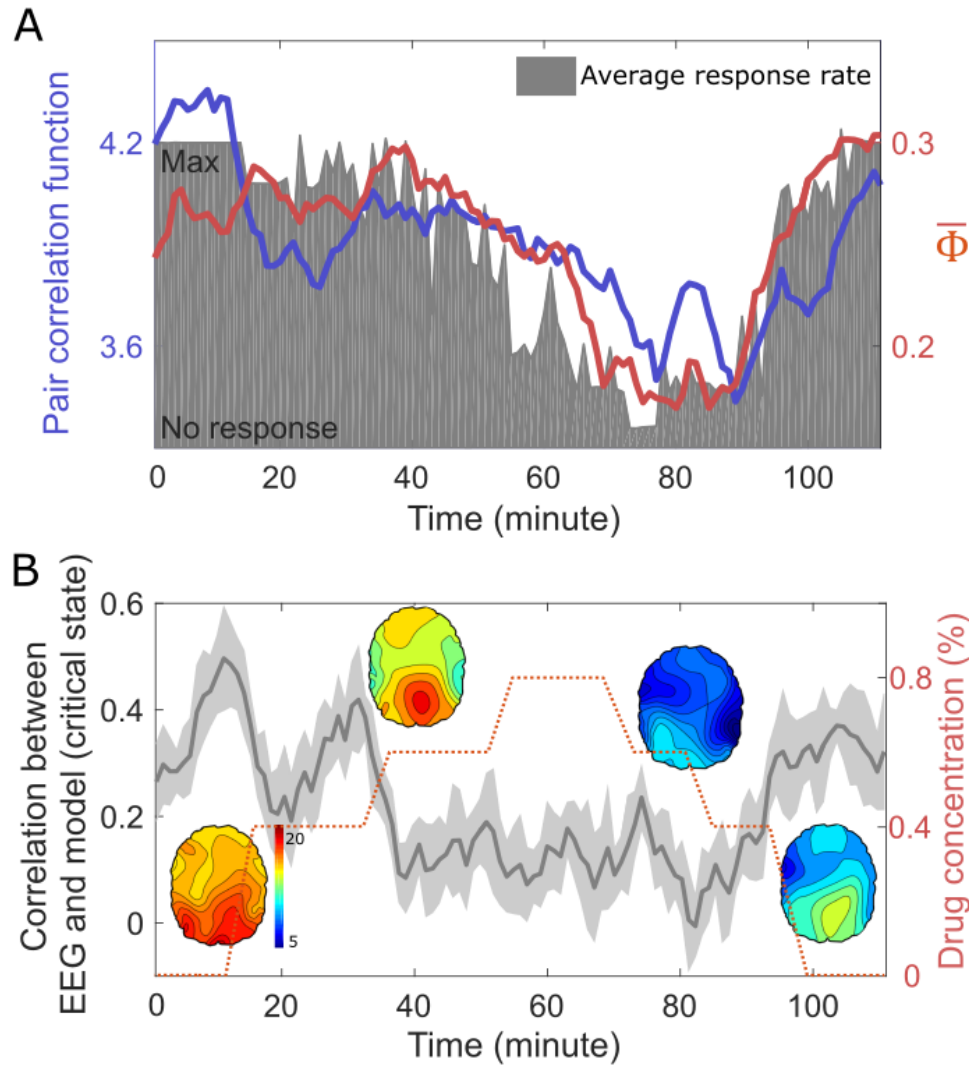 A
Pair correlation function
4.2
3.6
Max
No response
Average response rate
0.3
0.2
Φ̅
0 20 40 60 80 100
Time (minute)
B
Correlation between
EEG and model (critical state)
0.6
0.4
0.2
0
20
5
0.8
0.4
0
Drug concentration (%)
0 20 40 60 80 100
Time (minute)